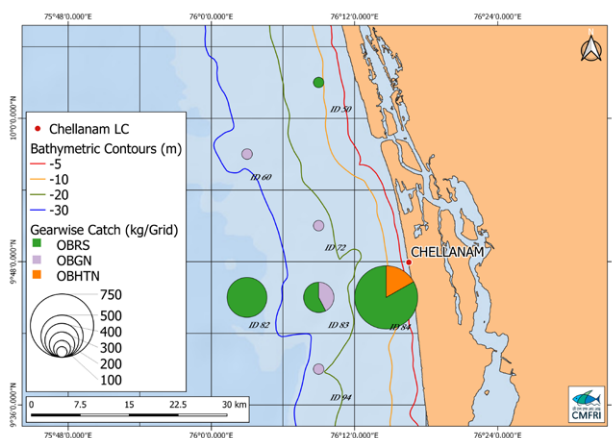 75°48'0.000"E 76°0'0.000"E 76°12'0.000"E 76°24'0.000"E
10°0'0.000"N
9°48'0.000"N
9°36'0.000"N
Chellanam LC
Bathymetric Contours (m)
-5
-10
-20
-30
Gearwise Catch (kg/Grid)
OBRS
OBGN
OBHTN
750
500
400
300
200
100
0 7.5 15 22.5 30 km
ID 50
ID 60
ID 72
CHELLANAM
ID 82
ID 83
ID 84
ID 94
CMFRI
75°48'0.000"E 76°0'0.000"E 76°12'0.000"E 76°24'0.000"E